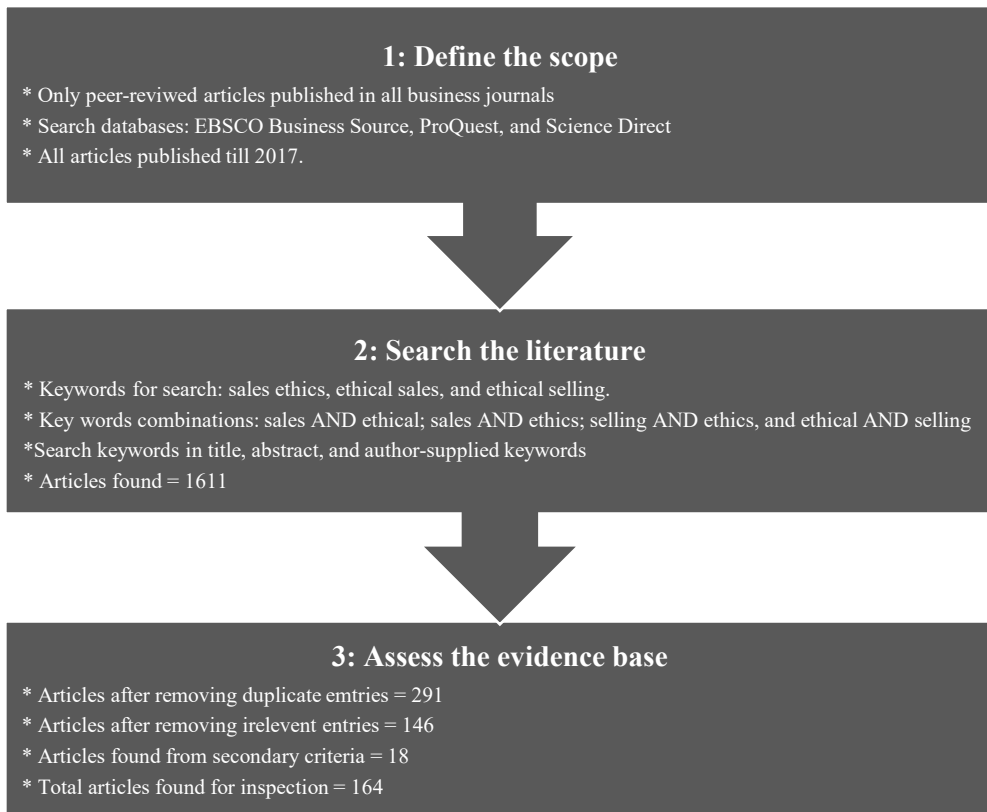 1: Define the scope
* Only peer-reviwed articles published in all business journals
* Search databases: EBSCO Business Source, ProQuest, and Science Direct
* All articles published till 2017.
2: Search the literature
* Keywords for search: sales ethics, ethical sales, and ethical selling.
* Key words combinations: sales AND ethical; sales AND ethics; selling AND ethics, and ethical AND selling
*Search keywords in title, abstract, and author-supplied keywords
* Articles found = 1611
3: Assess the evidence base
* Articles after removing duplicate emtries = 291
* Articles after removing irelevent entries = 146
* Articles found from secondary criteria = 18
* Total articles found for inspection = 164